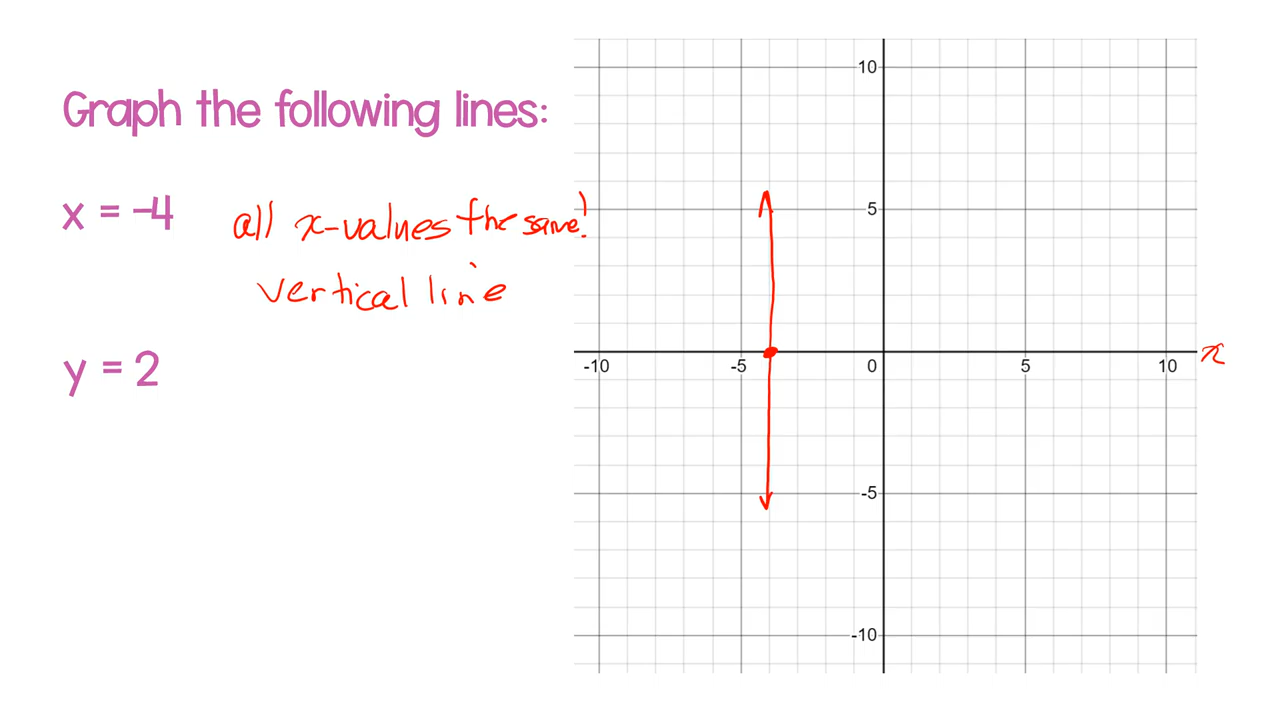 Graph the following lines:
x = -4
all x-values the same!
vertical line
y = 2
10
5
-10
-5
0
5
10
x
-5
-10